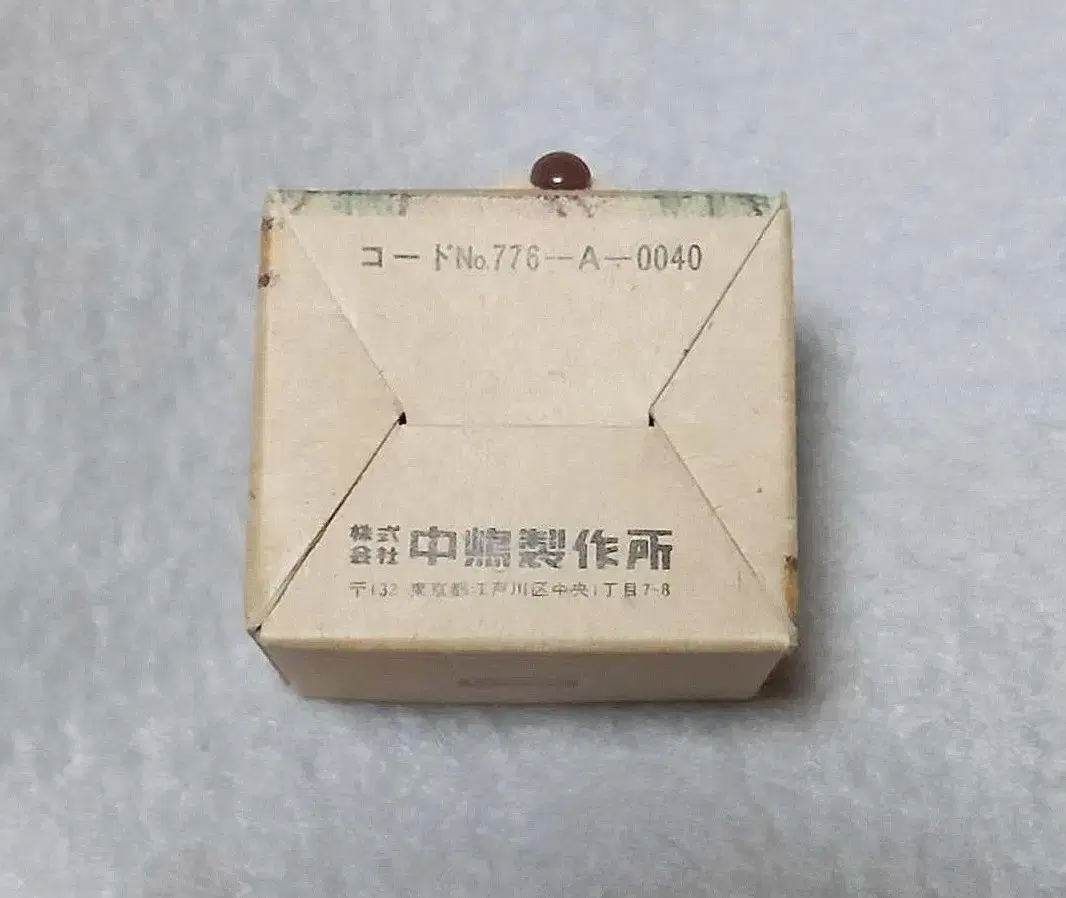 コードNo.776-A-0040
株式会社 中嶋製作所
〒132 東京都江戸川区中央1丁目7-8